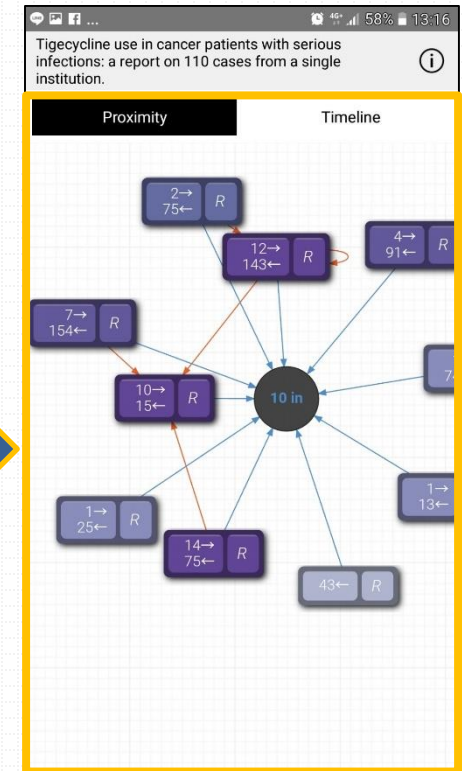 ... 4G+ 58% 13:16
Tigecycline use in cancer patients with serious
infections: a report on 110 cases from a single
institution.
Proximity Timeline
2→
75← R
12→
143← R
4→
91← R
7→
154← R
10→
15← R
10 in
1→
13←
1→
25← R
14→
75← R
43← R